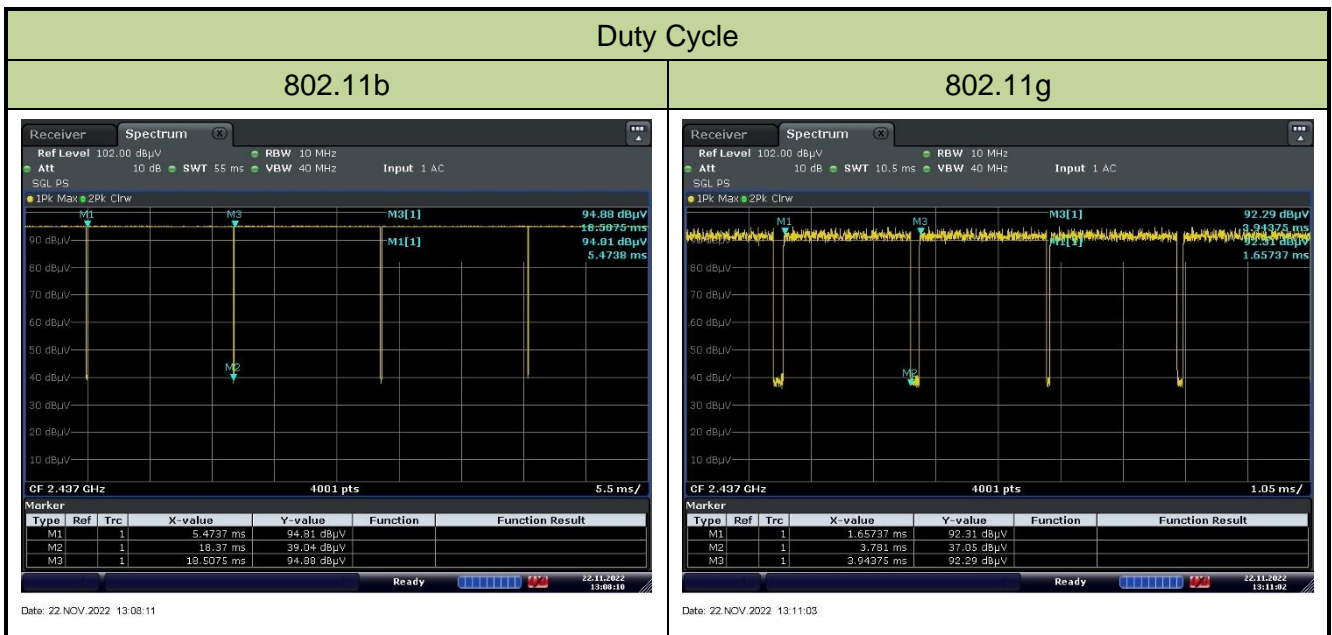 Duty Cycle
802.11b
802.11g
Receiver Spectrum
Ref Level 102.00 dBµV RBW 10 MHz
Att 10 dB SWT 55 ms VBW 40 MHz Input 1 AC
SGL PS
1Pk Max 2Pk Clrw
M1 M3 M3[1] 94.88 dBµV
18.5075 ms
90 dBµV M1[1] 94.81 dBµV
5.4738 ms
80 dBµV
70 dBµV
60 dBµV
50 dBµV
M2
40 dBµV
30 dBµV
20 dBµV
10 dBµV
CF 2.437 GHz 4001 pts 5.5 ms/
Marker
Type Ref Trc X-value Y-value Function Function Result
M1 1 5.4737 ms 94.81 dBµV
M2 1 18.37 ms 39.04 dBµV
M3 1 18.5075 ms 94.88 dBµV
Ready 22.11.2022
13:08:10
Date: 22.NOV.2022 13:08:11
Receiver Spectrum
Ref Level 102.00 dBµV RBW 10 MHz
Att 10 dB SWT 10.5 ms VBW 40 MHz Input 1 AC
SGL PS
1Pk Max 2Pk Clrw
M1 M3 M3[1] 92.29 dBµV
3.94375 ms
M1[1] 92.31 dBµV
1.65737 ms
80 dBµV
70 dBµV
60 dBµV
50 dBµV
M2
40 dBµV
30 dBµV
20 dBµV
10 dBµV
CF 2.437 GHz 4001 pts 1.05 ms/
Marker
Type Ref Trc X-value Y-value Function Function Result
M1 1 1.65737 ms 92.31 dBµV
M2 1 3.781 ms 37.05 dBµV
M3 1 3.94375 ms 92.29 dBµV
Ready 22.11.2022
13:11:02
Date: 22.NOV.2022 13:11:03